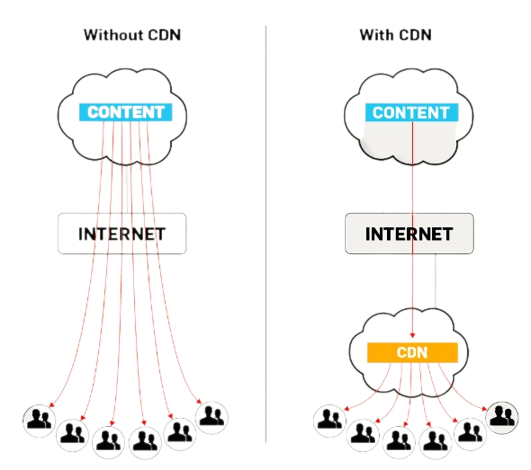 Without CDN
With CDN
CONTENT
CONTENT
INTERNET
INTERNET
CDN